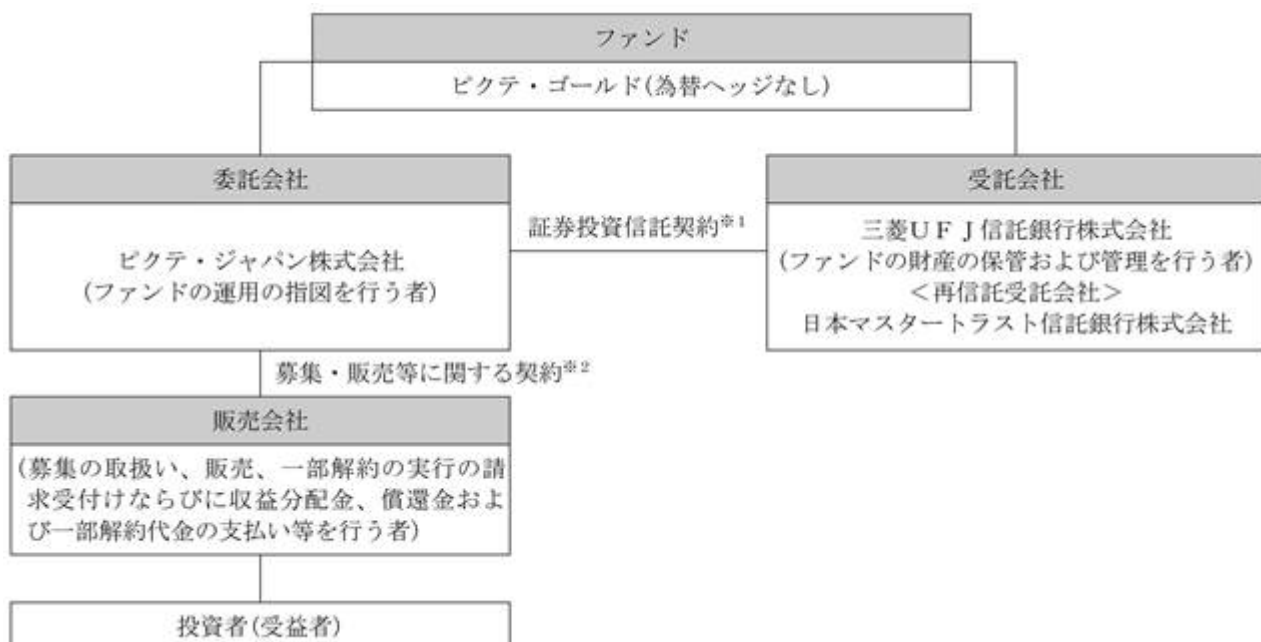 ファンド
ピクテ・ゴールド(為替ヘッジなし)
委託会社
ピクテ・ジャパン株式会社
(ファンドの運用の指図を行う者)
証券投資信託契約※1
受託会社
三菱ＵＦＪ信託銀行株式会社
(ファンドの財産の保管および管理を行う者)
＜再信託受託会社＞
日本マスタートラスト信託銀行株式会社
募集・販売等に関する契約※2
販売会社
(募集の取扱い、販売、一部解約の実行の請
求受付けならびに収益分配金、償還金およ
び一部解約代金の支払い等を行う者)
投資者(受益者)